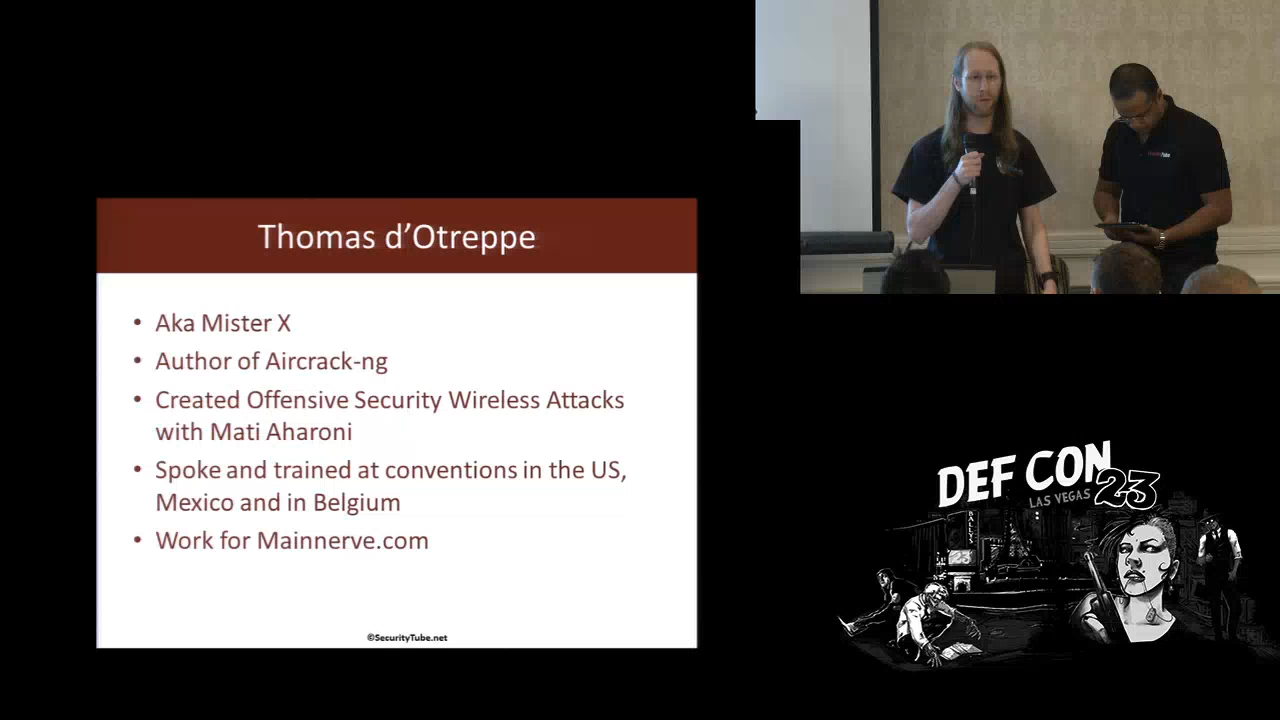 Thomas d'Otreppe
• Aka Mister X
• Author of Aircrack-ng
• Created Offensive Security Wireless Attacks
with Mati Aharoni
• Spoke and trained at conventions in the US,
Mexico and in Belgium
• Work for Mainnerve.com
©SecurityTube.net
DEF CON
LAS VEGAS 23
BALLYS
23